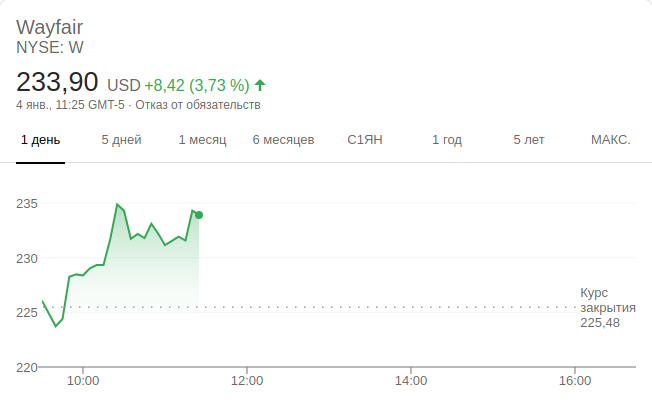 Wayfair
NYSE: W
233,90 USD +8,42 (3,73 %)
4 янв., 11:25 GMT-5 · Отказ от обязательств
1 день 5 дней 1 месяц 6 месяцев С1ЯН 1 год 5 лет МАКС.
235
230
Курс
закрытия
225,48
225
220
10:00 12:00 14:00 16:00